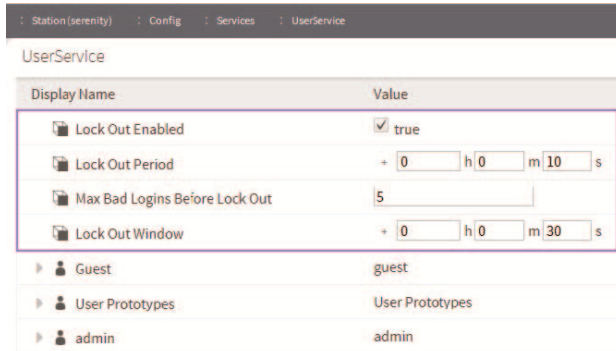 : Station (serenity) : Config : Services : UserService
UserService
Display Name Value
Lock Out Enabled true
Lock Out Period + 0 h 0 m 10 s
Max Bad Logins Before Lock Out 5
Lock Out Window + 0 h 0 m 30 s
Guest guest
User Prototypes User Prototypes
admin admin